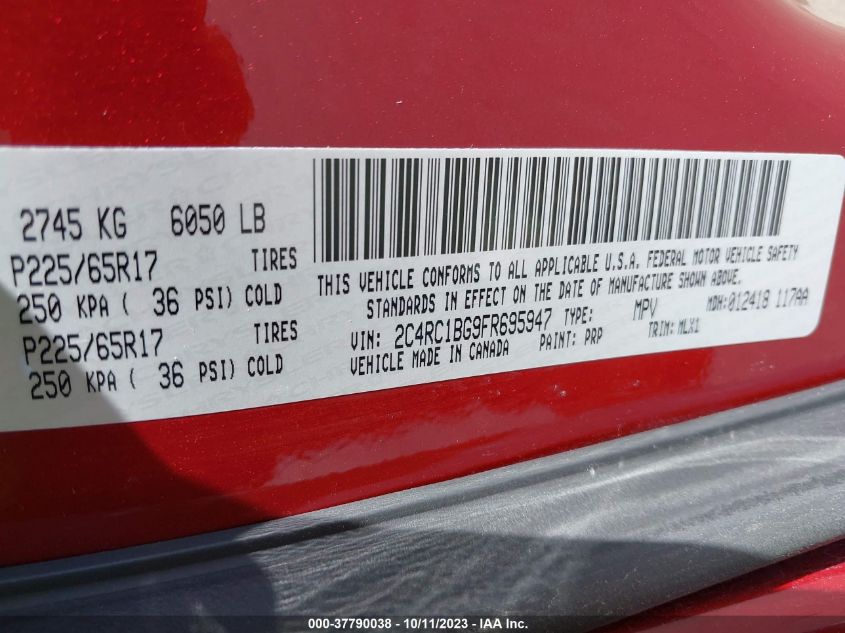 2745 KG 6050 LB
P225/65R17 TIRES
250 KPA ( 36 PSI) COLD
P225/65R17 TIRES
250 KPA ( 36 PSI) COLD
THIS VEHICLE CONFORMS TO ALL APPLICABLE U.S.A. FEDERAL MOTOR VEHICLE SAFETY
STANDARDS IN EFFECT ON THE DATE OF MANUFACTURE SHOWN ABOVE.
VIN: 2C4RC1BG9FR695947 TYPE: MPV MDH:012418 117AA
VEHICLE MADE IN CANADA PAINT: PRP TRIM: MLX1
000-37790038 - 10/11/2023 - IAA Inc.